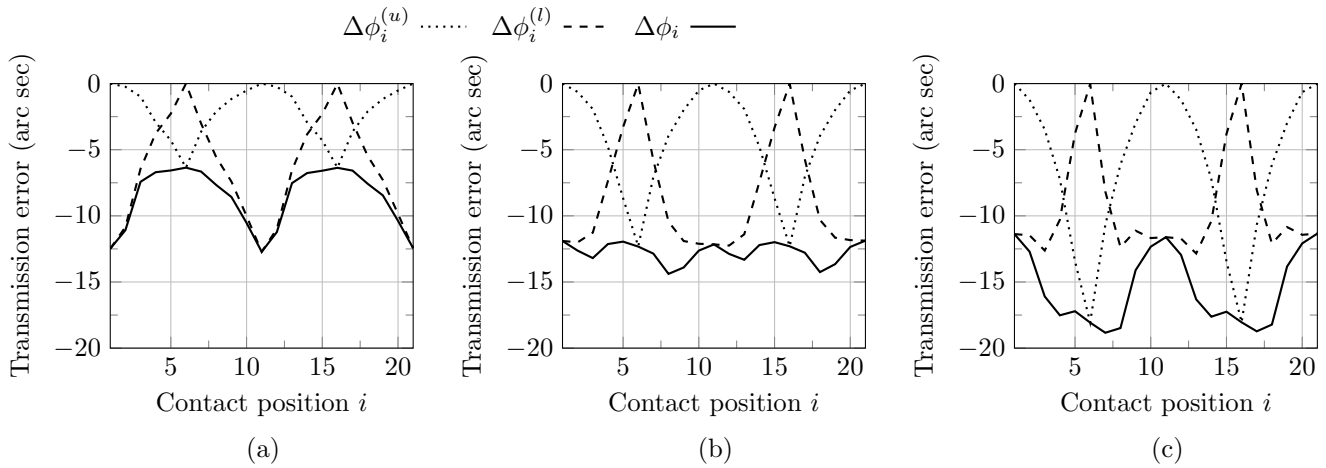 Δϕ_i^(u) Δϕ_i^(l) Δϕ_i
0
−5
−10
−15
−20
5 10 15 20
Transmission error (arc sec)
Contact position i
(a)
0
−5
−10
−15
−20
5 10 15 20
Transmission error (arc sec)
Contact position i
(b)
0
−5
−10
−15
−20
5 10 15 20
Transmission error (arc sec)
Contact position i
(c)